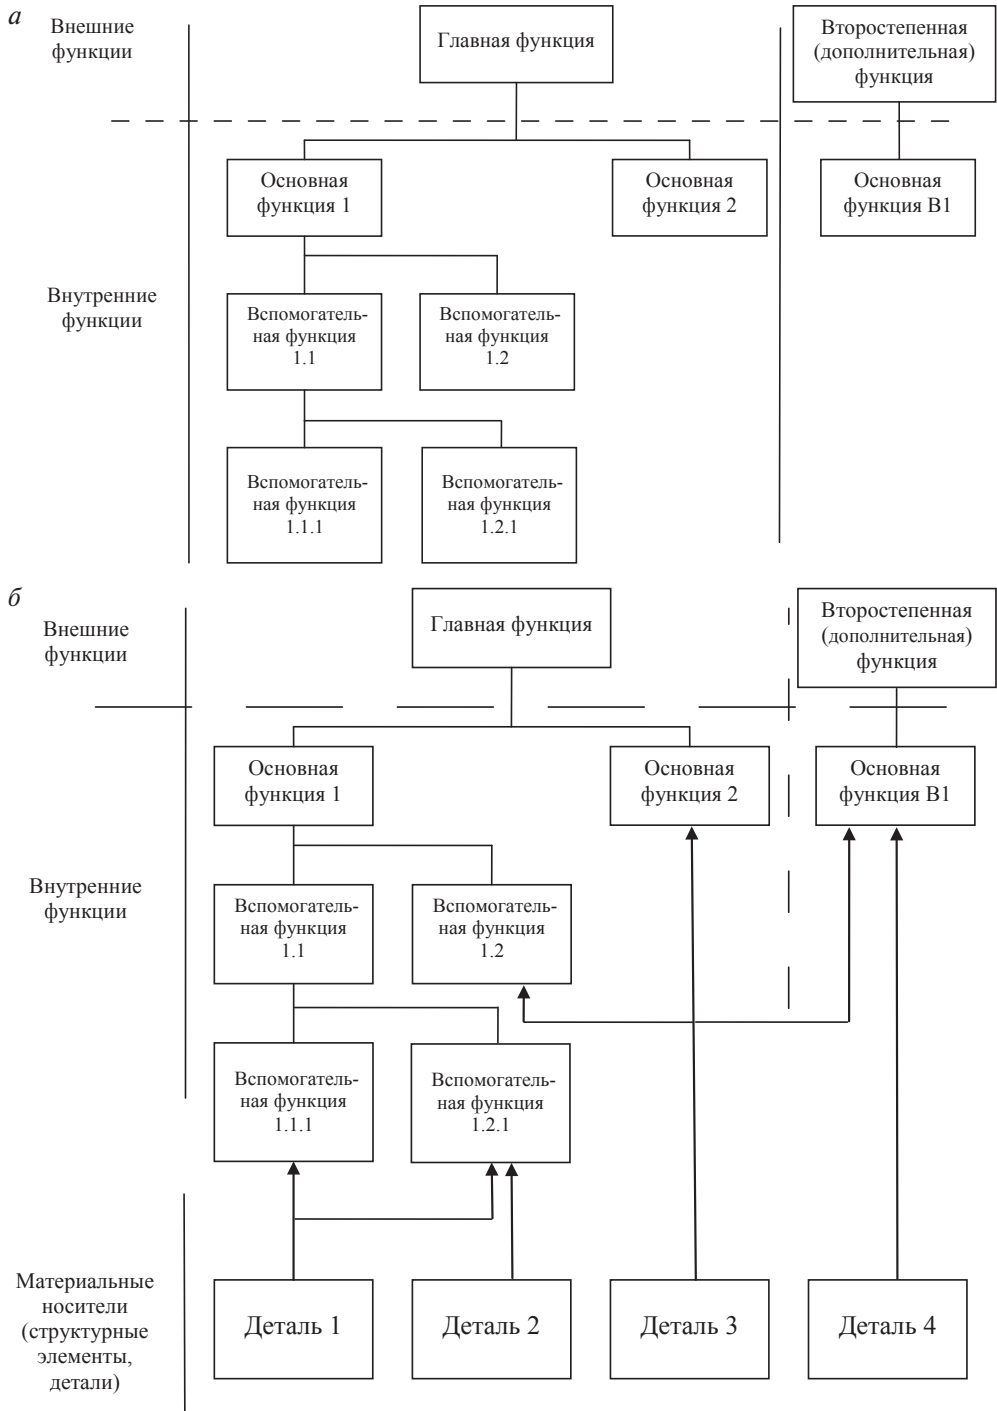 а
Внешние
функции
Главная функция
Второстепенная
(дополнительная)
функция
Основная
функция 1
Основная
функция 2
Основная
функция В1
Внутренние
функции
Вспомогатель-
ная функция
1.1
Вспомогатель-
ная функция
1.2
Вспомогатель-
ная функция
1.1.1
Вспомогатель-
ная функция
1.2.1
б
Внешние
функции
Главная функция
Второстепенная
(дополнительная)
функция
Основная
функция 1
Основная
функция 2
Основная
функция В1
Внутренние
функции
Вспомогатель-
ная функция
1.1
Вспомогатель-
ная функция
1.2
Вспомогатель-
ная функция
1.1.1
Вспомогатель-
ная функция
1.2.1
Материальные
носители
(структурные
элементы,
детали)
Деталь 1
Деталь 2
Деталь 3
Деталь 4